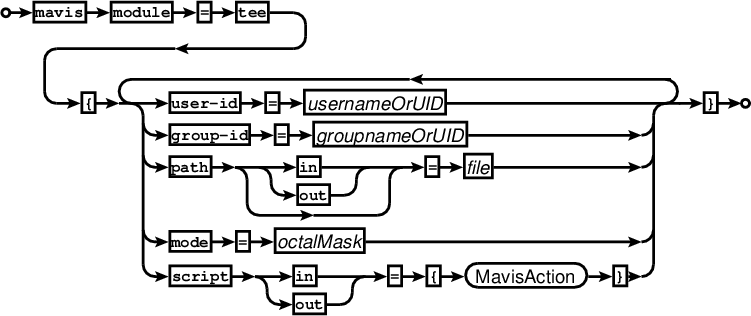 mavis module = tee
{ user-id = usernameOrUID }
group-id = groupnameOrUID
path in = file
out
mode = octalMask
script in = { MavisAction }
out